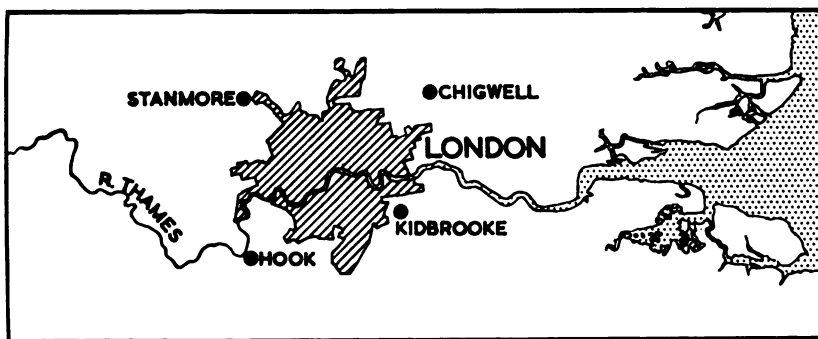 STANMORE
CHIGWELL
LONDON
R. THAMES
KIDBROOKE
HOOK